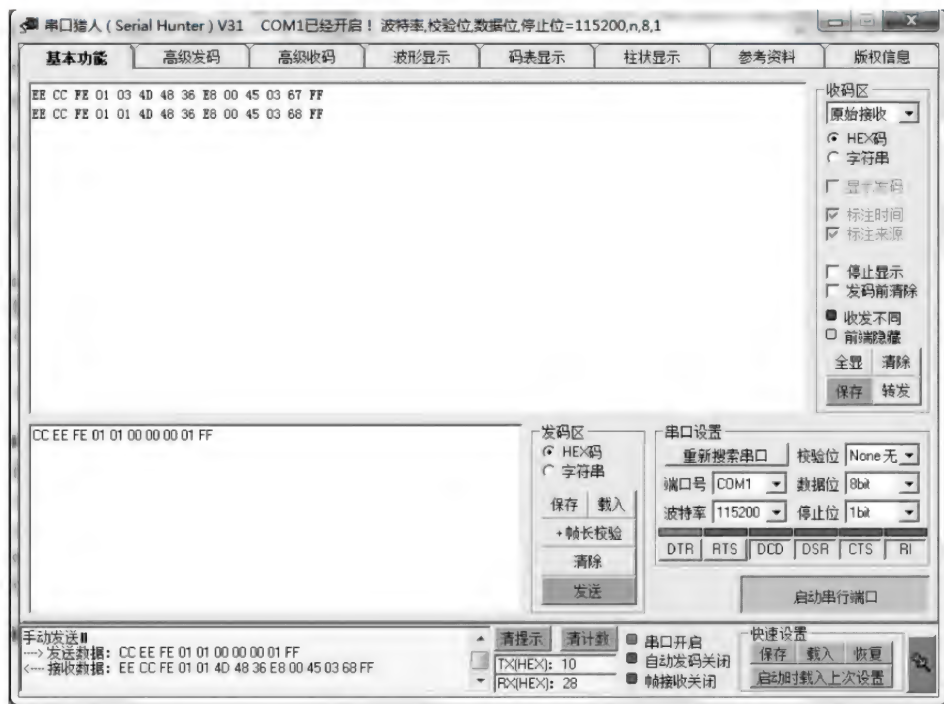 串口猎人 ( Serial Hunter ) V31 COM1已经开启！ 波特率,校验位,数据位,停止位=115200,n,8,1
基本功能 高级发码 高级收码 波形显示 码表显示 柱状显示 参考资料 版权信息
EE CC FE 01 03 4D 48 36 E8 00 45 03 67 FF
EE CC FE 01 01 4D 48 36 E8 00 45 03 68 FF
收码区
原始接收
HEX码
字符串
显示发码
标注时间
标注来源
停止显示
发码前清除
收发不同
前端隐藏
全显 清除
保存 转发
CC EE FE 01 01 00 00 00 01 FF
发码区
HEX码
字符串
保存 载入
+帧长校验
清除
发送
串口设置
重新搜索串口 校验位 None 无
端口号 COM1 数据位 8bit
波特率 115200 停止位 1bit
DTR RTS DCD DSR CTS RI
启动串行端口
手动发送
---> 发送数据： CC EE FE 01 01 00 00 00 01 FF
<--- 接收数据： EE CC FE 01 01 4D 48 36 E8 00 45 03 68 FF
清提示 清计数
TX(HEX): 10
RX(HEX): 28
串口开启
自动发码关闭
帧接收关闭
快速设置
保存 载入 恢复
启动时载入上次设置